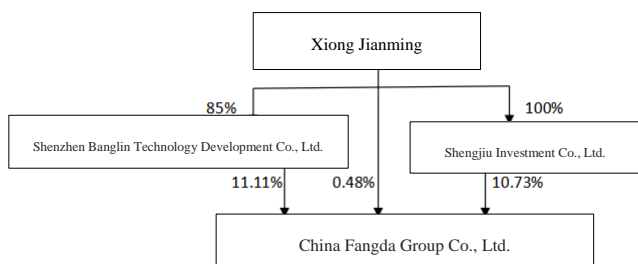 Xiong Jianming
85%
100%
Shenzhen Banglin Technology Development Co., Ltd.
Shengjiu Investment Co., Ltd.
11.11%
0.48%
10.73%
China Fangda Group Co., Ltd.